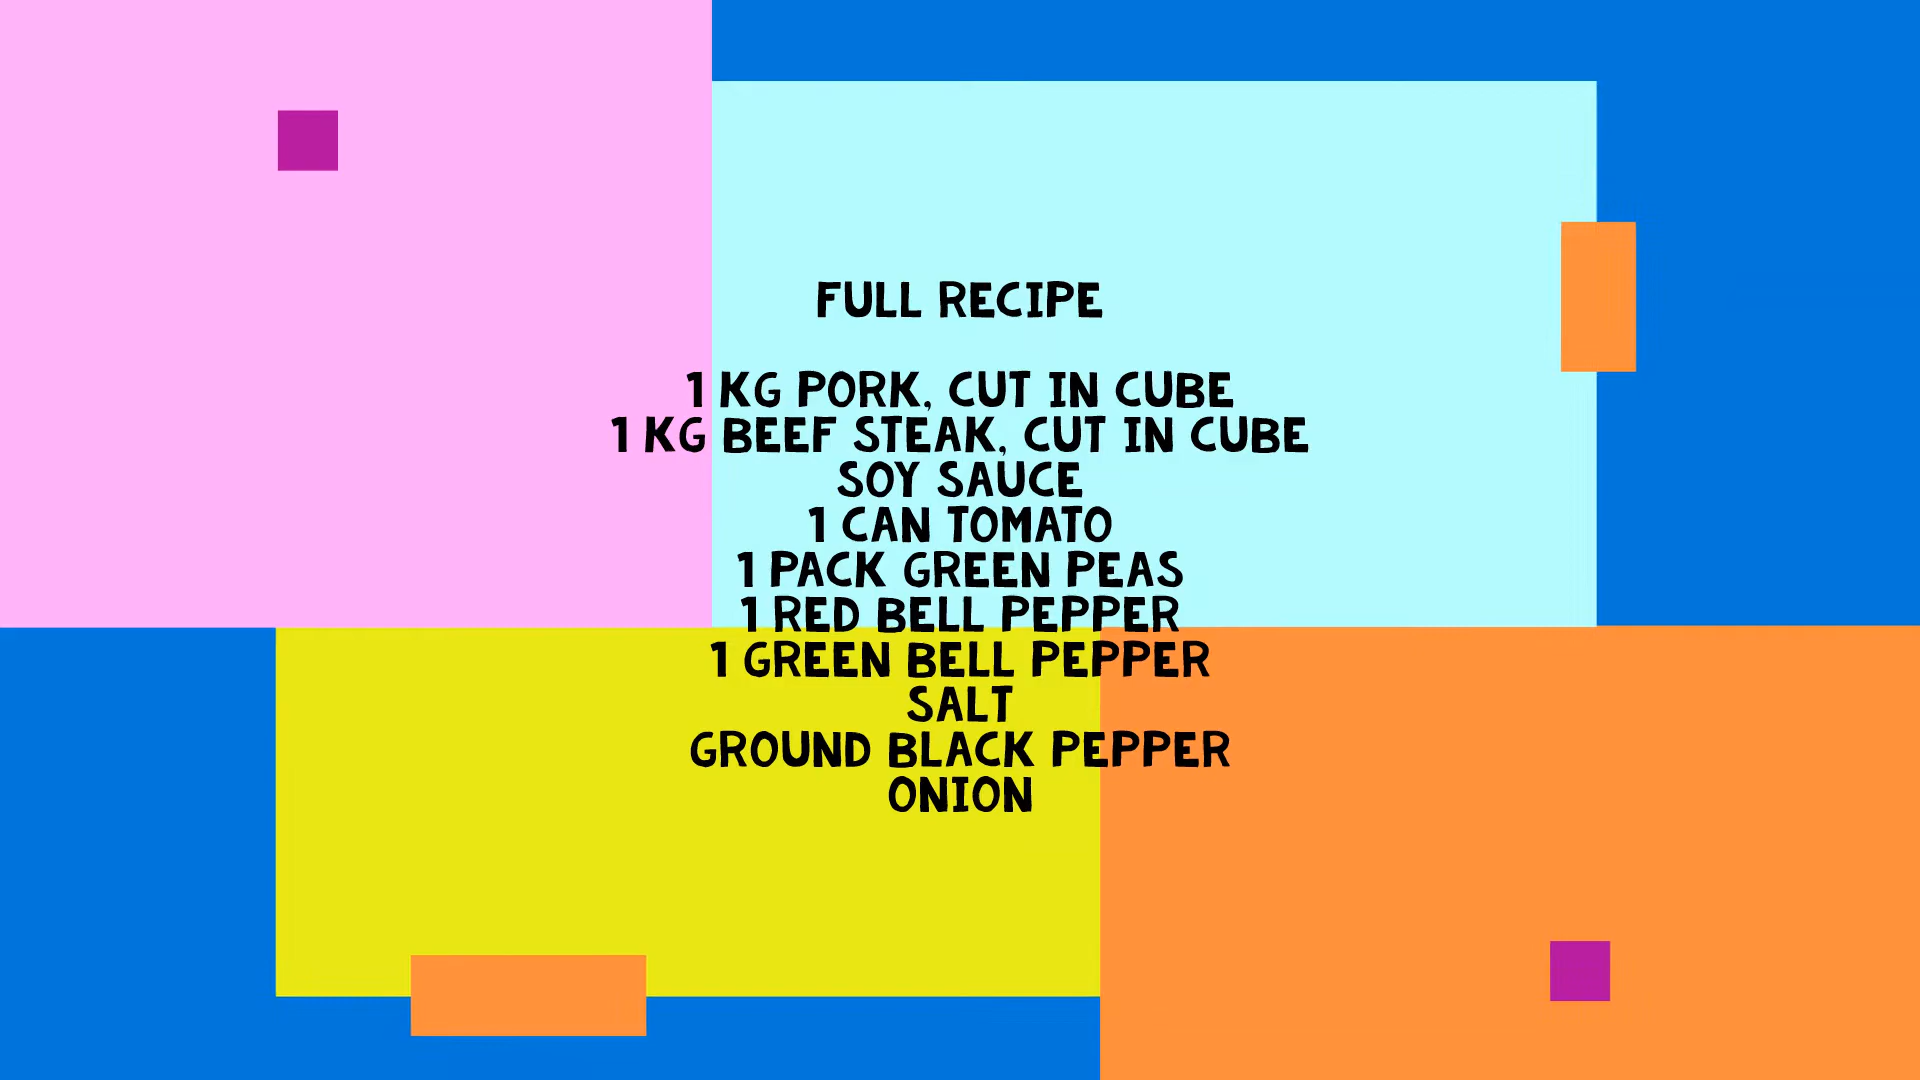 FULL RECIPE
1 KG PORK, CUT IN CUBE
1 KG BEEF STEAK, CUT IN CUBE
SOY SAUCE
1 CAN TOMATO
1 PACK GREEN PEAS
1 RED BELL PEPPER
1 GREEN BELL PEPPER
SALT
GROUND BLACK PEPPER
ONION